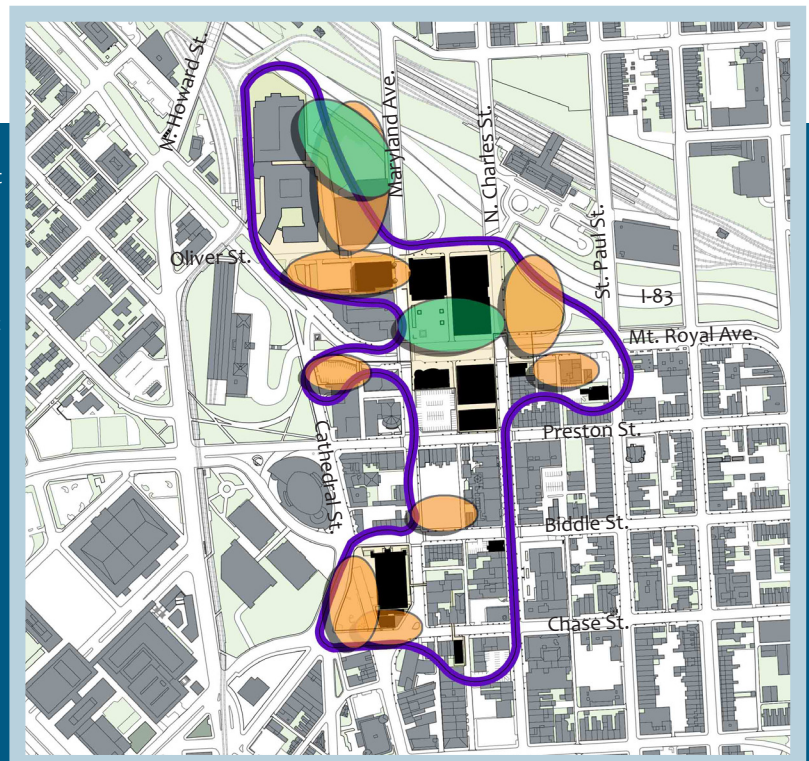 N. Howard St.
Maryland Ave.
N. Charles St.
St. Paul St.
Oliver St.
I-83
Mt. Royal Ave.
Preston St.
Cathedral St.
Biddle St.
Chase St.